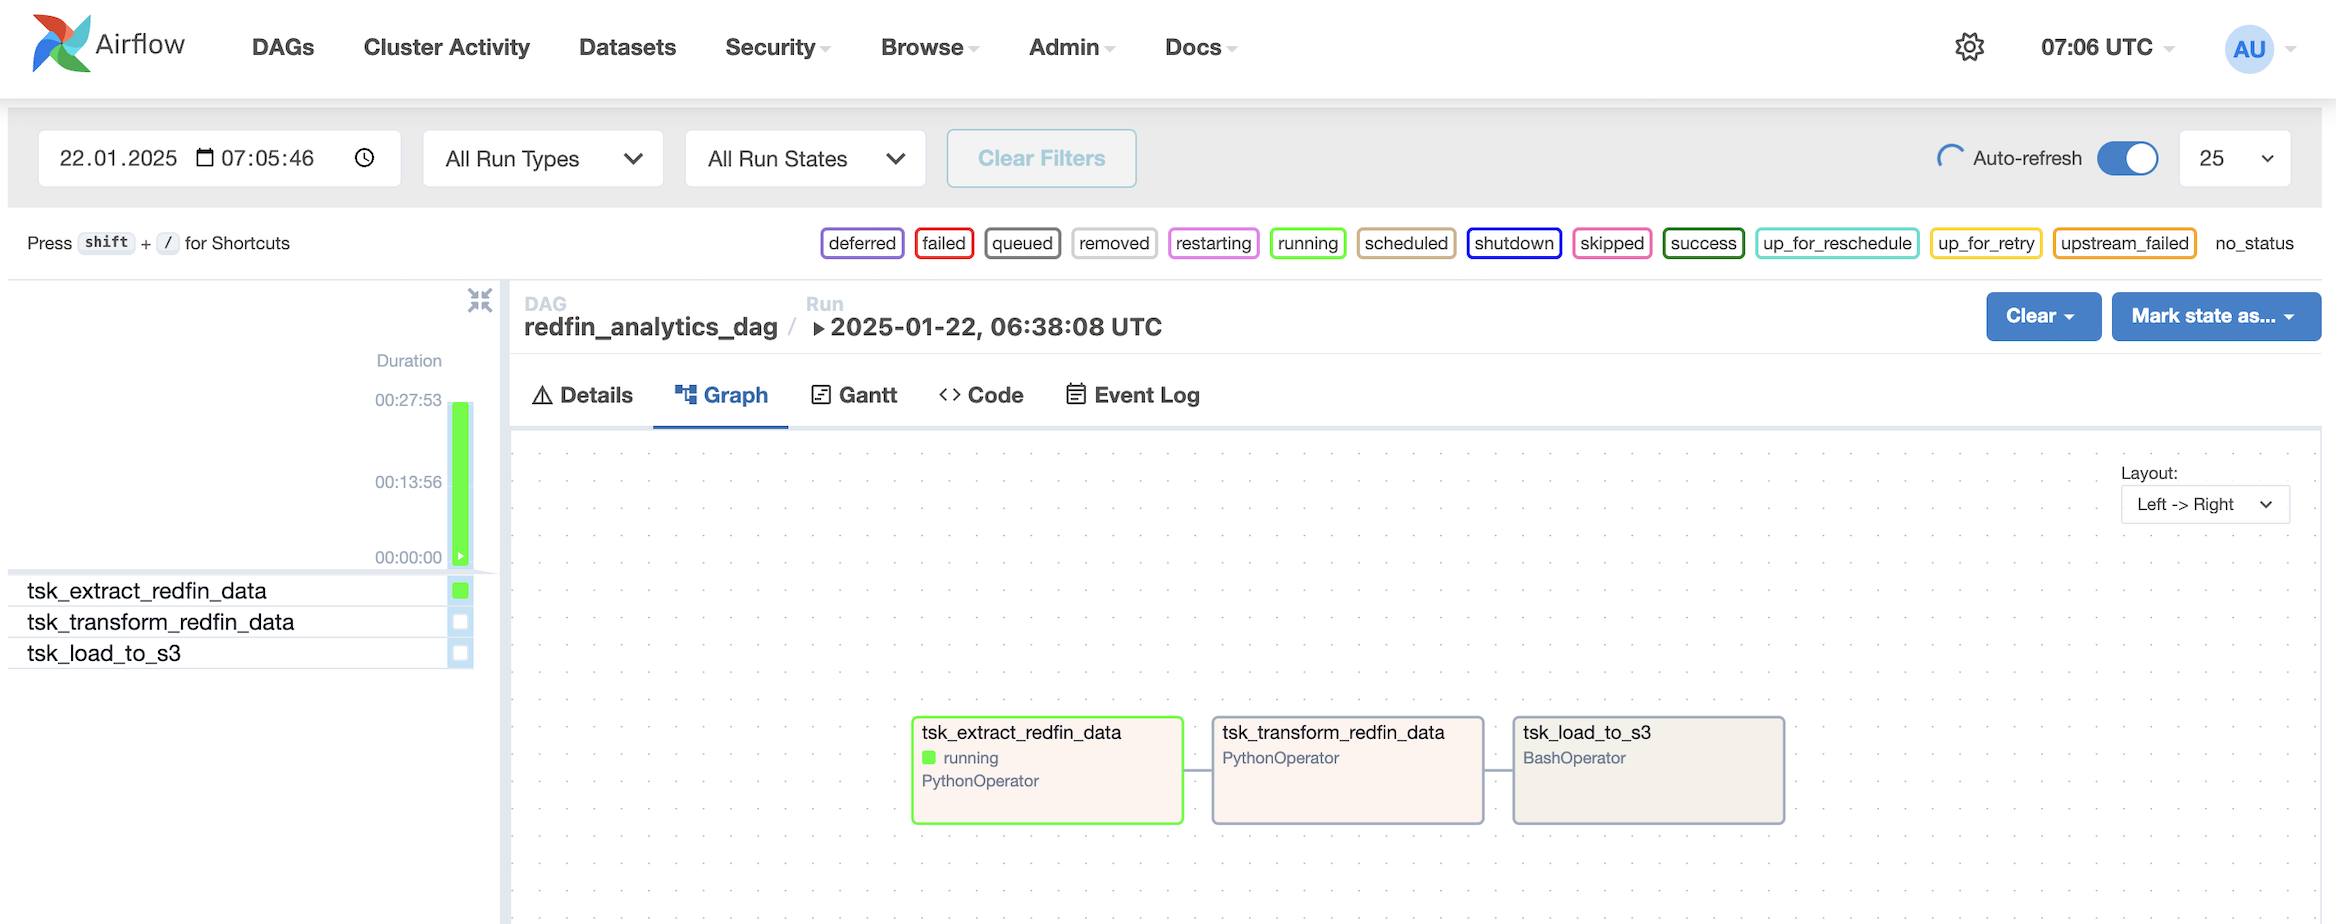 Airflow DAGs Cluster Activity Datasets Security Browse Admin Docs 07:06 UTC AU
22.01.2025 07:05:46 All Run Types All Run States Clear Filters Auto-refresh 25
Press shift + / for Shortcuts deferred failed queued removed restarting running scheduled shutdown skipped success up_for_reschedule up_for_retry upstream_failed no_status
DAG Run
redfin_analytics_dag / 2025-01-22, 06:38:08 UTC Clear Mark state as...
Duration
00:27:53
00:13:56
00:00:00
tsk_extract_redfin_data
tsk_transform_redfin_data
tsk_load_to_s3
Details Graph Gantt Code Event Log
Layout:
Left -> Right
tsk_extract_redfin_data
running
PythonOperator
tsk_transform_redfin_data
PythonOperator
tsk_load_to_s3
BashOperator